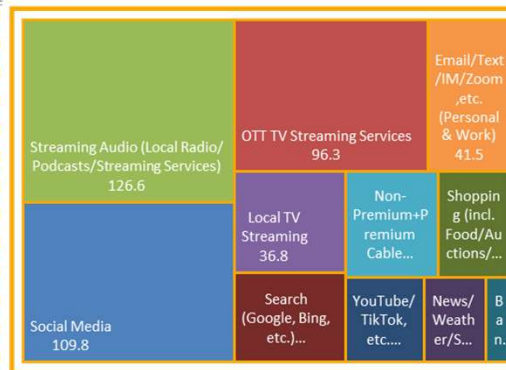 Streaming Audio (Local Radio/
Podcasts/Streaming Services)
126.6
OTT TV Streaming Services
96.3
Email/Text
/IM/Zoom
,etc.
(Personal
& Work)
41.5
Social Media
109.8
Local TV
Streaming
36.8
Non-
Premium+P
remium
Cable...
Shoppin
g (incl.
Food/Au
ctions/...
Search
(Google, Bing,
etc.)...
YouTube/
TikTok,
etc....
News/
Weath
er/S...
B
a
n.